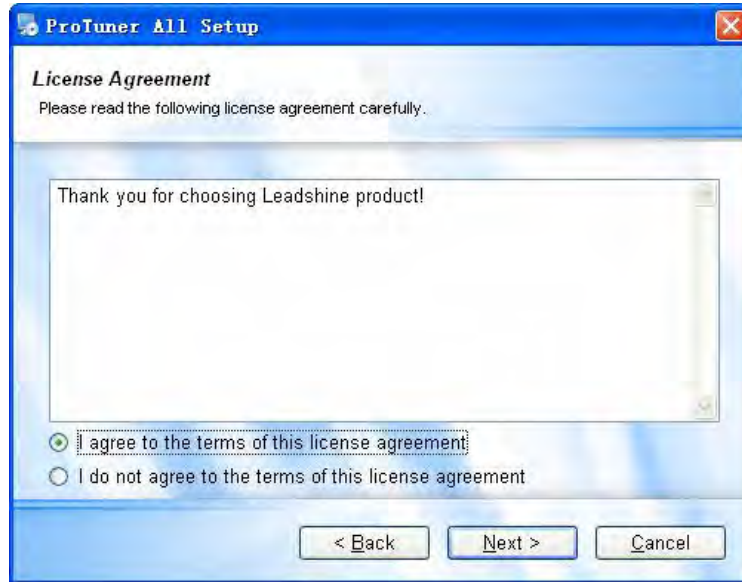 ProTuner All Setup
License Agreement
Please read the following license agreement carefully.
Thank you for choosing Leadshine product!
I agree to the terms of this license agreement
I do not agree to the terms of this license agreement
< Back
Next >
Cancel